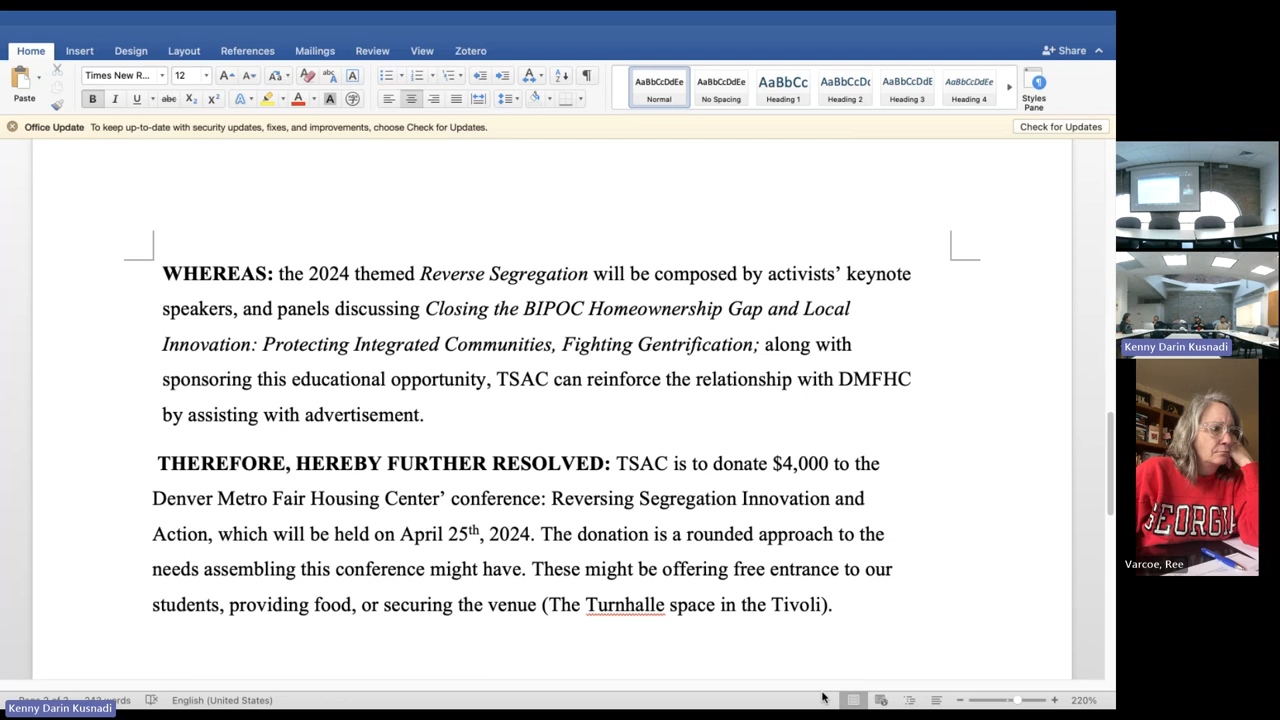 Home Insert Design Layout References Mailings Review View Zotero Share
Paste Times New R... 12 AaBbCcDdEe AaBbCcDdEe AaBbCc AaBbCcDc AaBbCcDdE AaBbCcDdEe
B I U abc X₂ X² A Normal No Spacing Heading 1 Heading 2 Heading 3 Heading 4 Styles Pane
Office Update To keep up-to-date with security updates, fixes, and improvements, choose Check for Updates. Check for Updates
WHEREAS: the 2024 themed Reverse Segregation will be composed by activists’ keynote
speakers, and panels discussing Closing the BIPOC Homeownership Gap and Local
Innovation: Protecting Integrated Communities, Fighting Gentrification; along with
sponsoring this educational opportunity, TSAC can reinforce the relationship with DMFHC
by assisting with advertisement.
THEREFORE, HEREBY FURTHER RESOLVED: TSAC is to donate $4,000 to the
Denver Metro Fair Housing Center’ conference: Reversing Segregation Innovation and
Action, which will be held on April 25th, 2024. The donation is a rounded approach to the
needs assembling this conference might have. These might be offering free entrance to our
students, providing food, or securing the venue (The Turnhalle space in the Tivoli).
English (United States) 220%
Kenny Darin Kusnadi
Kenny Darin Kusnadi
GEORGIA
Varcoe, Ree